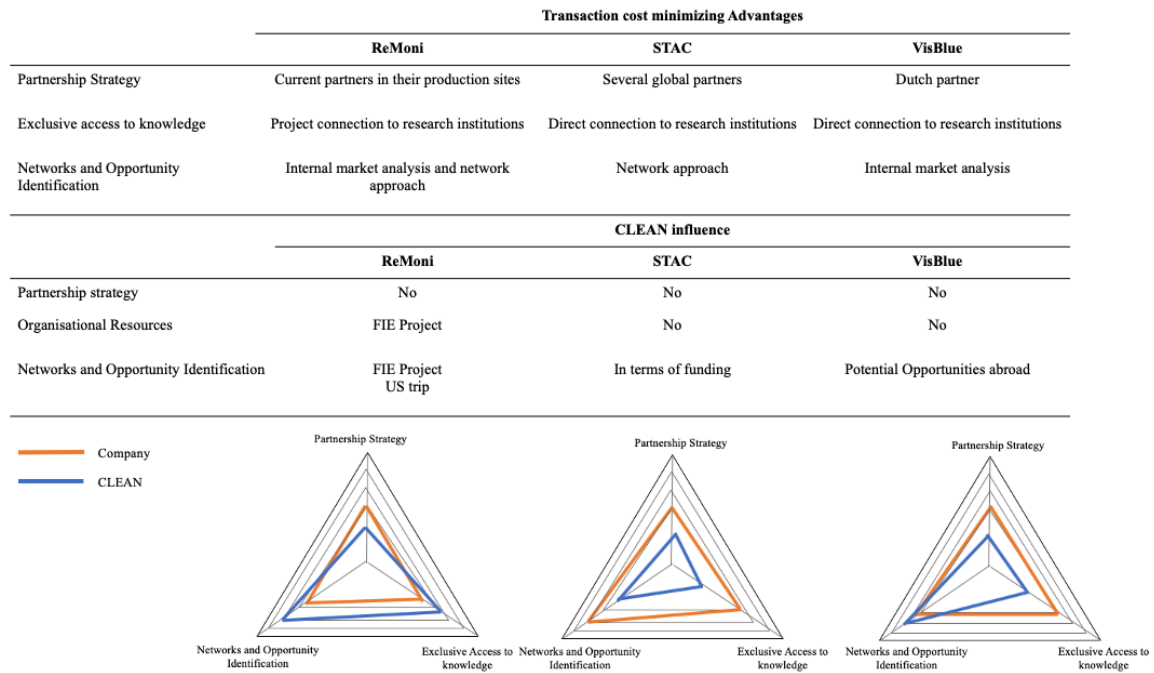 Transaction cost minimizing Advantages
ReMoni STAC VisBlue
Partnership Strategy Current partners in their production sites Several global partners Dutch partner
Exclusive access to knowledge Project connection to research institutions Direct connection to research institutions Direct connection to research institutions
Networks and Opportunity Internal market analysis and network Network approach Internal market analysis
Identification approach
CLEAN influence
ReMoni STAC VisBlue
Partnership strategy No No No
Organisational Resources FIE Project No No
Networks and Opportunity Identification FIE Project In terms of funding Potential Opportunities abroad
US trip
Company
CLEAN
Partnership Strategy
Networks and Opportunity
Identification
Exclusive Access to
knowledge
Partnership Strategy
Networks and Opportunity
Identification
Exclusive Access to
knowledge
Partnership Strategy
Networks and Opportunity
Identification
Exclusive Access to
knowledge